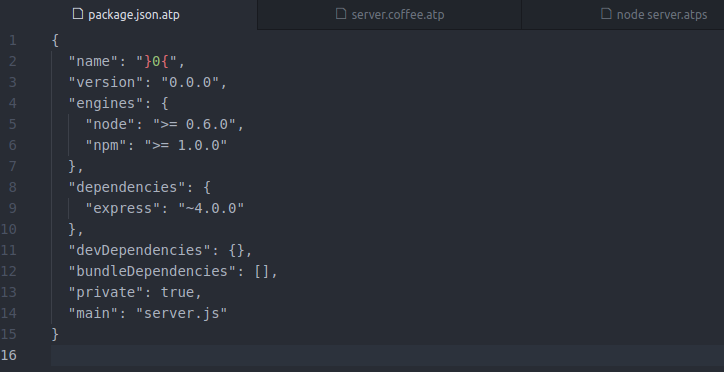 package.json.atp server.coffee.atp node server.atps
1 {
2 "name": "}0{",
3 "version": "0.0.0",
4 "engines": {
5 "node": ">= 0.6.0",
6 "npm": ">= 1.0.0"
7 },
8 "dependencies": {
9 "express": "~4.0.0"
10 },
11 "devDependencies": {},
12 "bundleDependencies": [],
13 "private": true,
14 "main": "server.js"
15 }
16